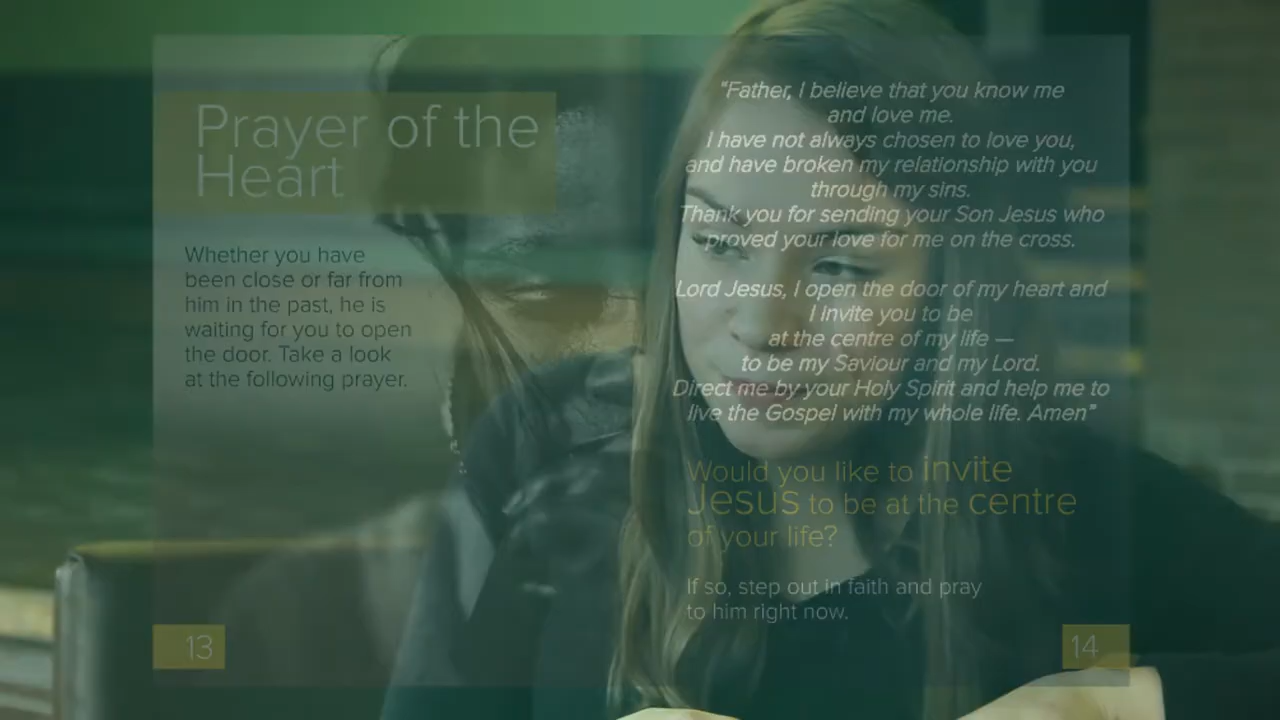 Prayer of the
Heart
Whether you have
been close or far from
him in the past, he is
waiting for you to open
the door. Take a look
at the following prayer.
13
“Father, I believe that you know me
and love me.
I have not always chosen to love you,
and have broken my relationship with you
through my sins.
Thank you for sending your Son Jesus who
proved your love for me on the cross.
Lord Jesus, I open the door of my heart and
I invite you to be
at the centre of my life —
to be my Saviour and my Lord.
Direct me by your Holy Spirit and help me to
live the Gospel with my whole life. Amen”
Would you like to invite
Jesus to be at the centre
of your life?
If so, step out in faith and pray
to him right now.
14